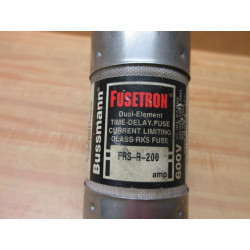 Bussmann
FUSETRON
Dual-Element
TIME-DELAY FUSE
CURRENT LIMITING
CLASS RK5 FUSE
FRS-R-200
amp
600V